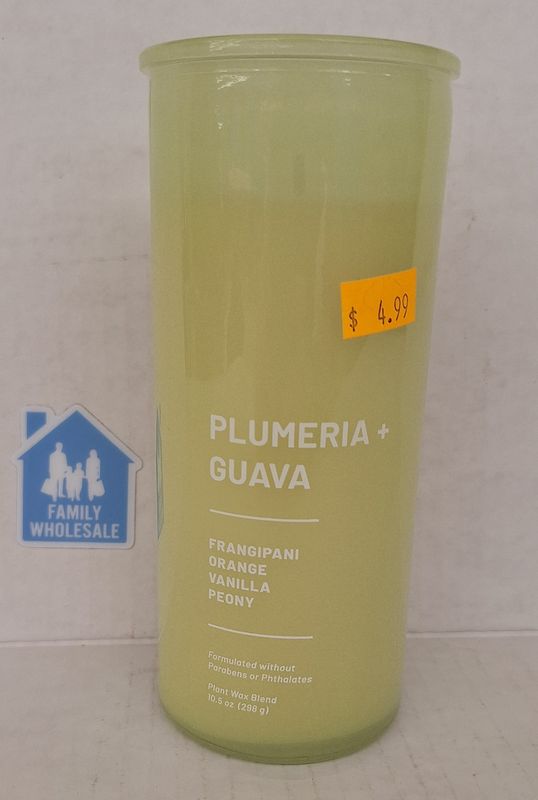 $ 4.99
PLUMERIA +
GUAVA
FRANGIPANI
ORANGE
VANILLA
PEONY
Formulated without
Parabens or Phthalates
Plant Wax Blend
10.5 oz (298 g)
FAMILY
WHOLESALE